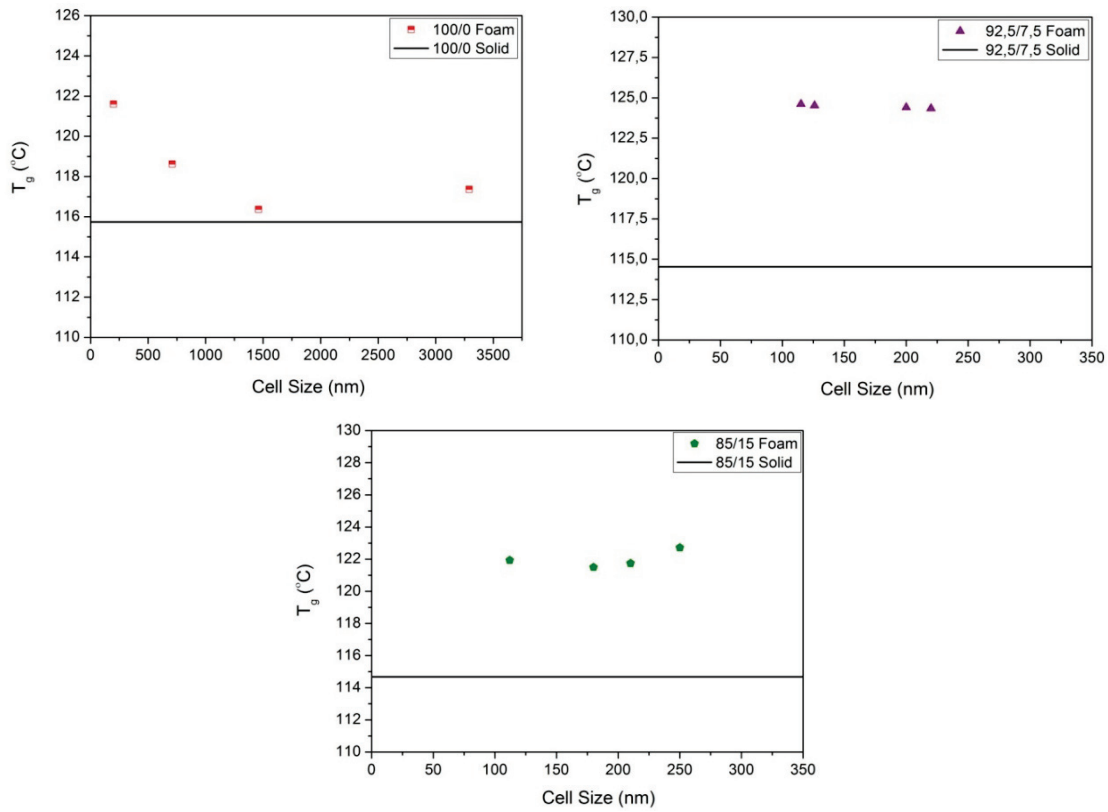 126
124
122
120
118
116
114
112
110
T_g (°C)
100/0 Foam
100/0 Solid
0 500 1000 1500 2000 2500 3000 3500
Cell Size (nm)
130,0
127,5
125,0
122,5
120,0
117,5
115,0
112,5
110,0
T_g (°C)
92,5/7,5 Foam
92,5/7,5 Solid
0 50 100 150 200 250 300 350
Cell Size (nm)
130
128
126
124
122
120
118
116
114
112
110
T_g (°C)
85/15 Foam
85/15 Solid
0 50 100 150 200 250 300 350
Cell Size (nm)